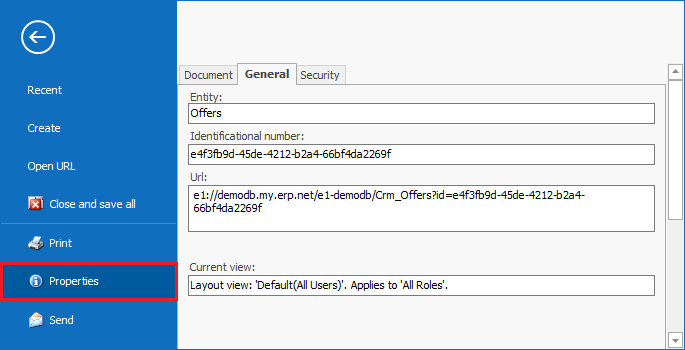 Recent
Create
Open URL
Close and save all
Print
Properties
Send
Document General Security
Entity:
Offers
Identificational number:
e4f3fb9d-45de-4212-b2a4-66bf4da2269f
Url:
e1://demodb.my.erp.net/e1-demodb/Crm_Offers?id=e4f3fb9d-45de-4212-b2a4-
66bf4da2269f
Current view:
Layout view: 'Default(All Users)'. Applies to 'All Roles'.